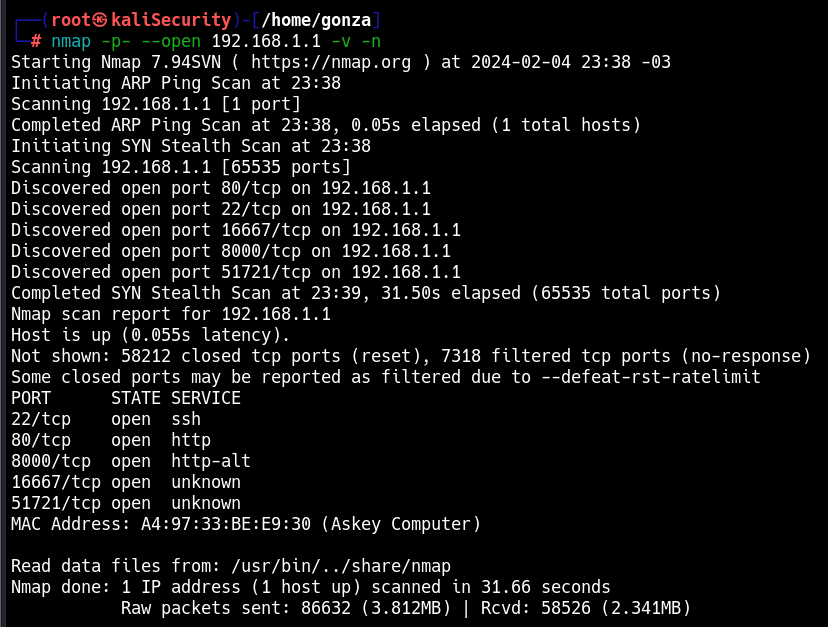 ┌──(root㉿kaliSecurity)-[/home/gonza]
└─# nmap -p- --open 192.168.1.1 -v -n
Starting Nmap 7.94SVN ( https://nmap.org ) at 2024-02-04 23:38 -03
Initiating ARP Ping Scan at 23:38
Scanning 192.168.1.1 [1 port]
Completed ARP Ping Scan at 23:38, 0.05s elapsed (1 total hosts)
Initiating SYN Stealth Scan at 23:38
Scanning 192.168.1.1 [65535 ports]
Discovered open port 80/tcp on 192.168.1.1
Discovered open port 22/tcp on 192.168.1.1
Discovered open port 16667/tcp on 192.168.1.1
Discovered open port 8000/tcp on 192.168.1.1
Discovered open port 51721/tcp on 192.168.1.1
Completed SYN Stealth Scan at 23:39, 31.50s elapsed (65535 total ports)
Nmap scan report for 192.168.1.1
Host is up (0.055s latency).
Not shown: 58212 closed tcp ports (reset), 7318 filtered tcp ports (no-response)
Some closed ports may be reported as filtered due to --defeat-rst-ratelimit
PORT      STATE SERVICE
22/tcp    open  ssh
80/tcp    open  http
8000/tcp  open  http-alt
16667/tcp open  unknown
51721/tcp open  unknown
MAC Address: A4:97:33:BE:E9:30 (Askey Computer)
Read data files from: /usr/bin/../share/nmap
Nmap done: 1 IP address (1 host up) scanned in 31.66 seconds
           Raw packets sent: 86632 (3.812MB) | Rcvd: 58526 (2.341MB)